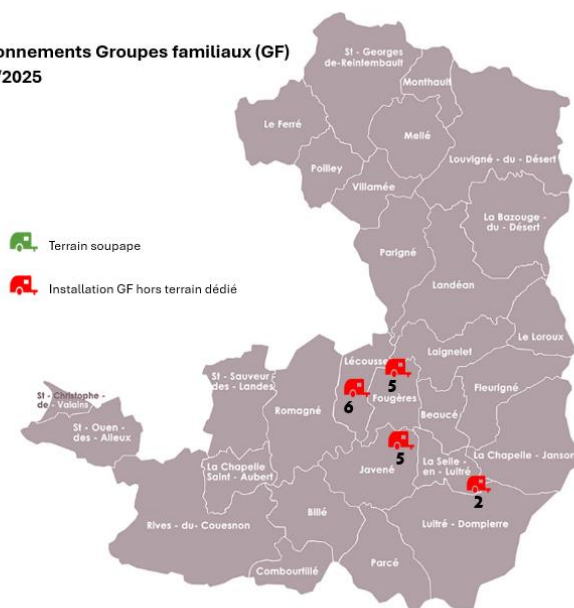 onnements Groupes familiaux (GF)
/2025
St - Georges
de-Reintembault
Monthault
Le Ferré
Mellé
Louvigné - du - Désert
Poilley
Villamée
La Bazouge -
du - Désert
Terrain soupape
Parigné
Installation GF hors terrain dédié
Landéan
Le Loroux
Lécousse
Laignelet
St - Sauveur
des - Landes
5
Fleurigné
St - Christophe -
de - Valains
6
Fougères
Romagné
Beaucé
St - Ouen -
des - Alleux
La Chapelle - Janson
5
La Chapelle
Saint - Aubert
Javené
La Selle -
en - Luitré
2
Billé
Rives - du - Couesnon
Luitré - Dompierre
Parcé
Combourtillé